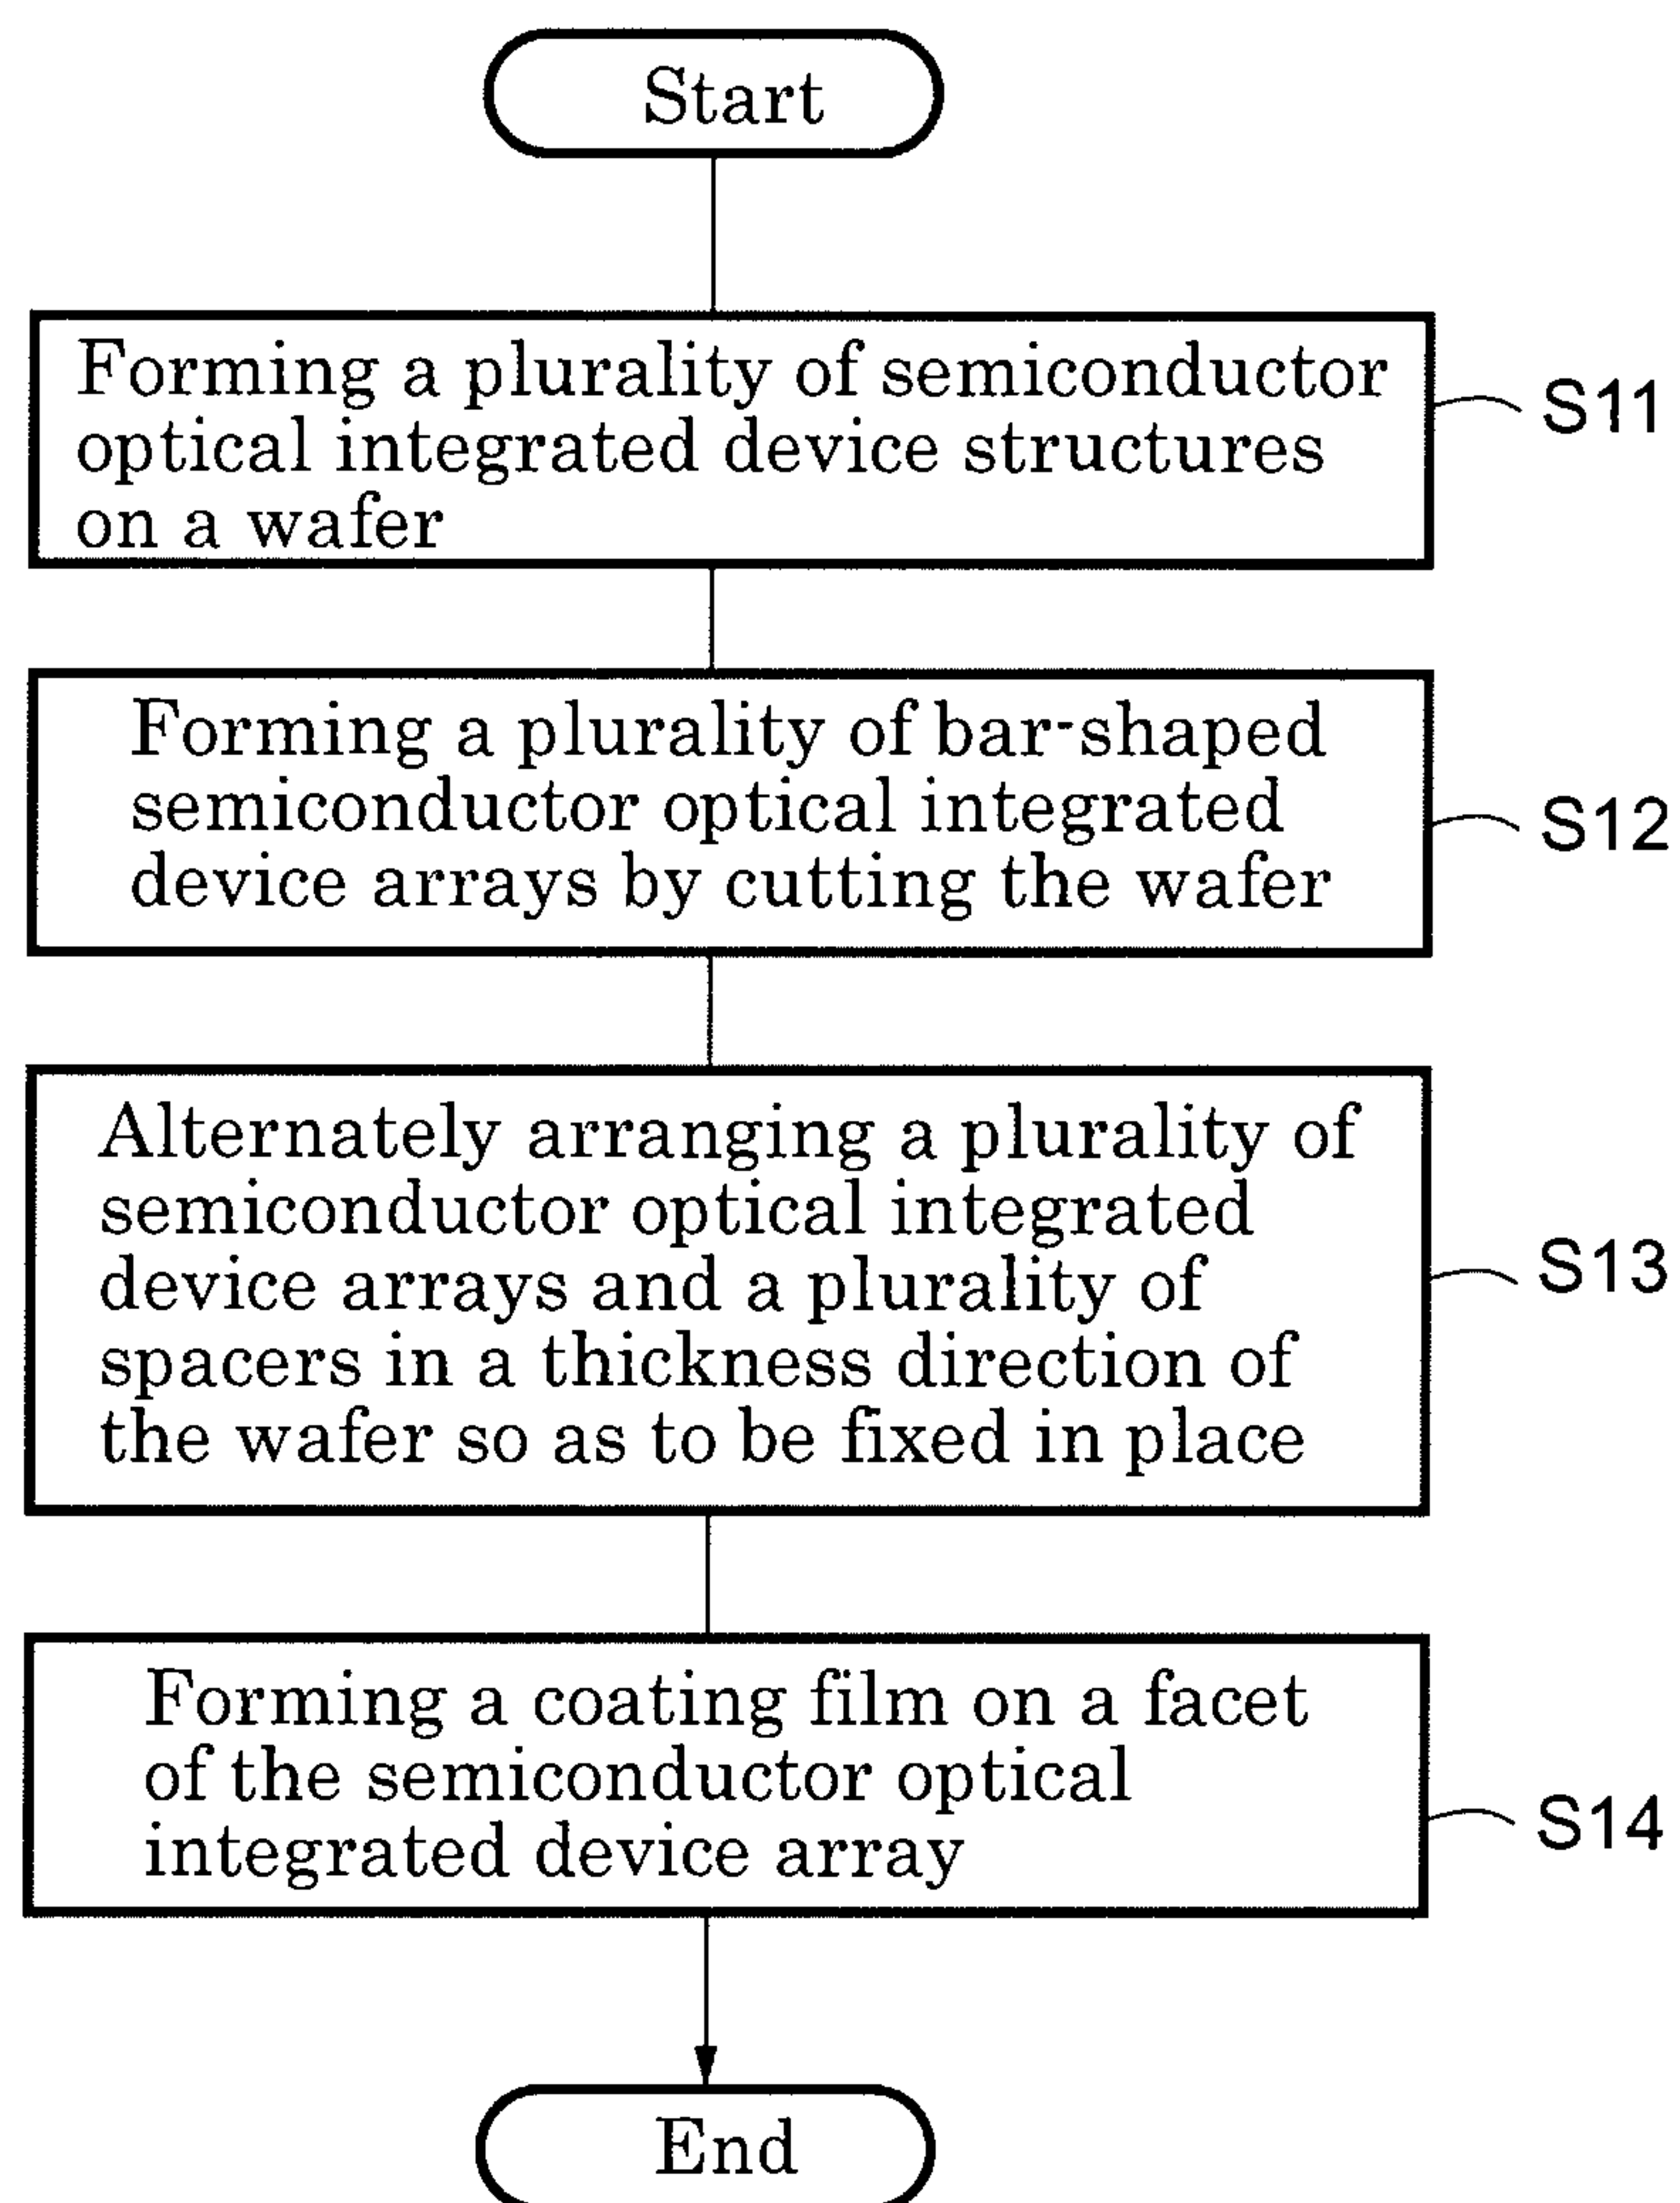 Start
Forming a plurality of semiconductor
optical integrated device structures
on a wafer
S11
Forming a plurality of bar-shaped
semiconductor optical integrated
device arrays by cutting the wafer
S12
Alternately arranging a plurality of
semiconductor optical integrated
device arrays and a plurality of
spacers in a thickness direction of
the wafer so as to be fixed in place
S13
Forming a coating film on a facet
of the semiconductor optical
integrated device array
S14
End